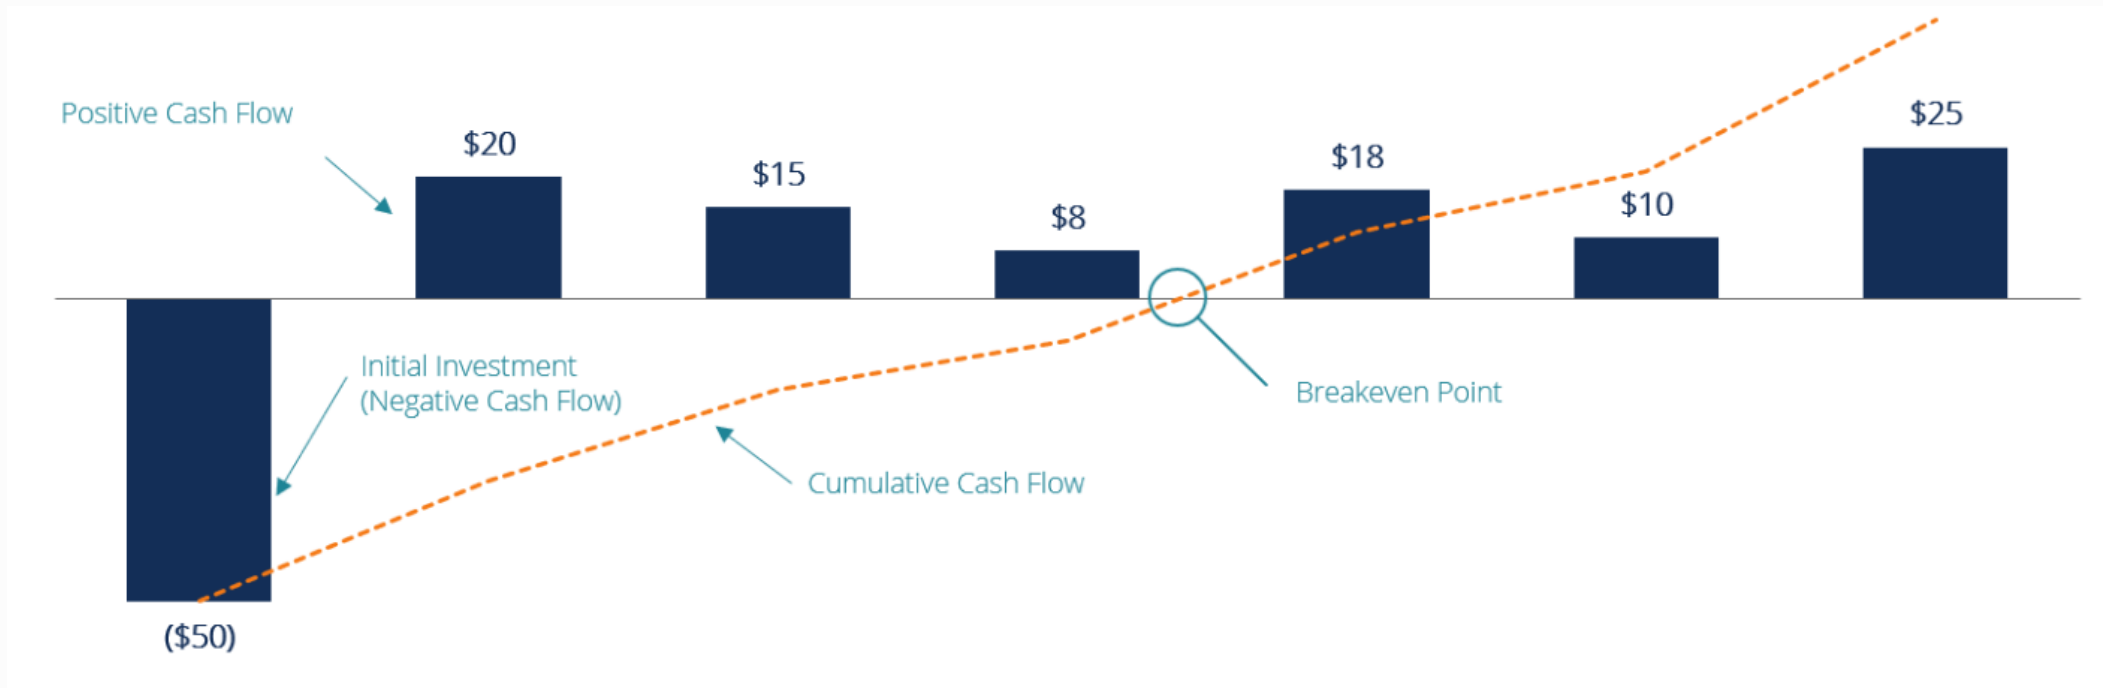 Positive Cash Flow
$20
$15
$8
$18
$10
$25
Initial Investment
(Negative Cash Flow)
Breakeven Point
Cumulative Cash Flow
($50)